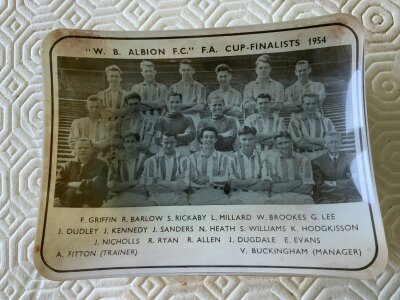 "W. B. ALBION F.C." F.A. CUP-FINALISTS 1954
F. GRIFFIN R. BARLOW S. RICKABY L. MILLARD W. BROOKES G. LEE
J. DUDLEY J. KENNEDY J. SANDERS N. HEATH S. WILLIAMS K. HODGKISSON
J. NICHOLLS R. RYAN R. ALLEN J. DUGDALE E. EVANS
A. FITTON (TRAINER) V. BUCKINGHAM (MANAGER)